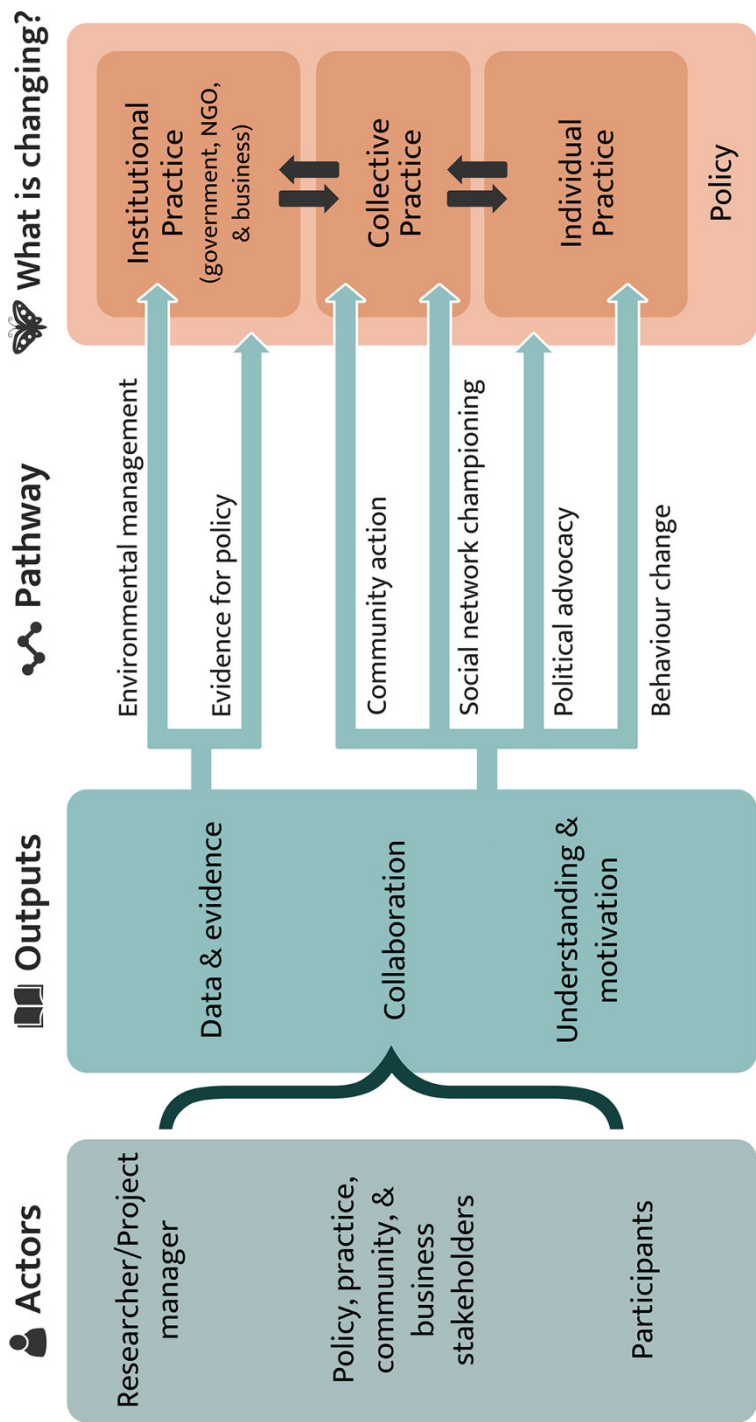 Actors
Researcher/Project
manager
Policy, practice,
community, &
business
stakeholders
Participants
Outputs
Data & evidence
Collaboration
Understanding &
motivation
Pathway
Environmental management
Evidence for policy
Community action
Social network championing
Political advocacy
Behaviour change
What is changing?
Institutional
Practice
(government, NGO,
& business)
Collective
Practice
Individual
Practice
Policy